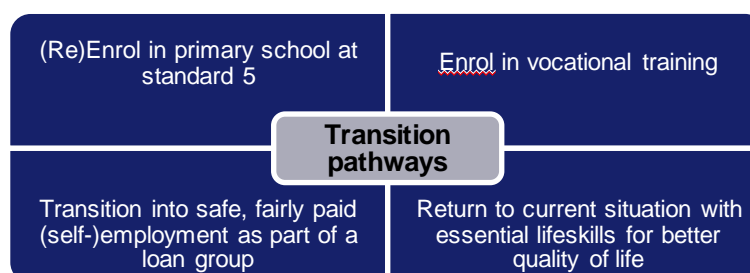 (Re)Enrol in primary school at
standard 5
Enrol in vocational training
Transition
pathways
Transition into safe, fairly paid
(self-)employment as part of a
loan group
Return to current situation with
essential lifeskills for better
quality of life